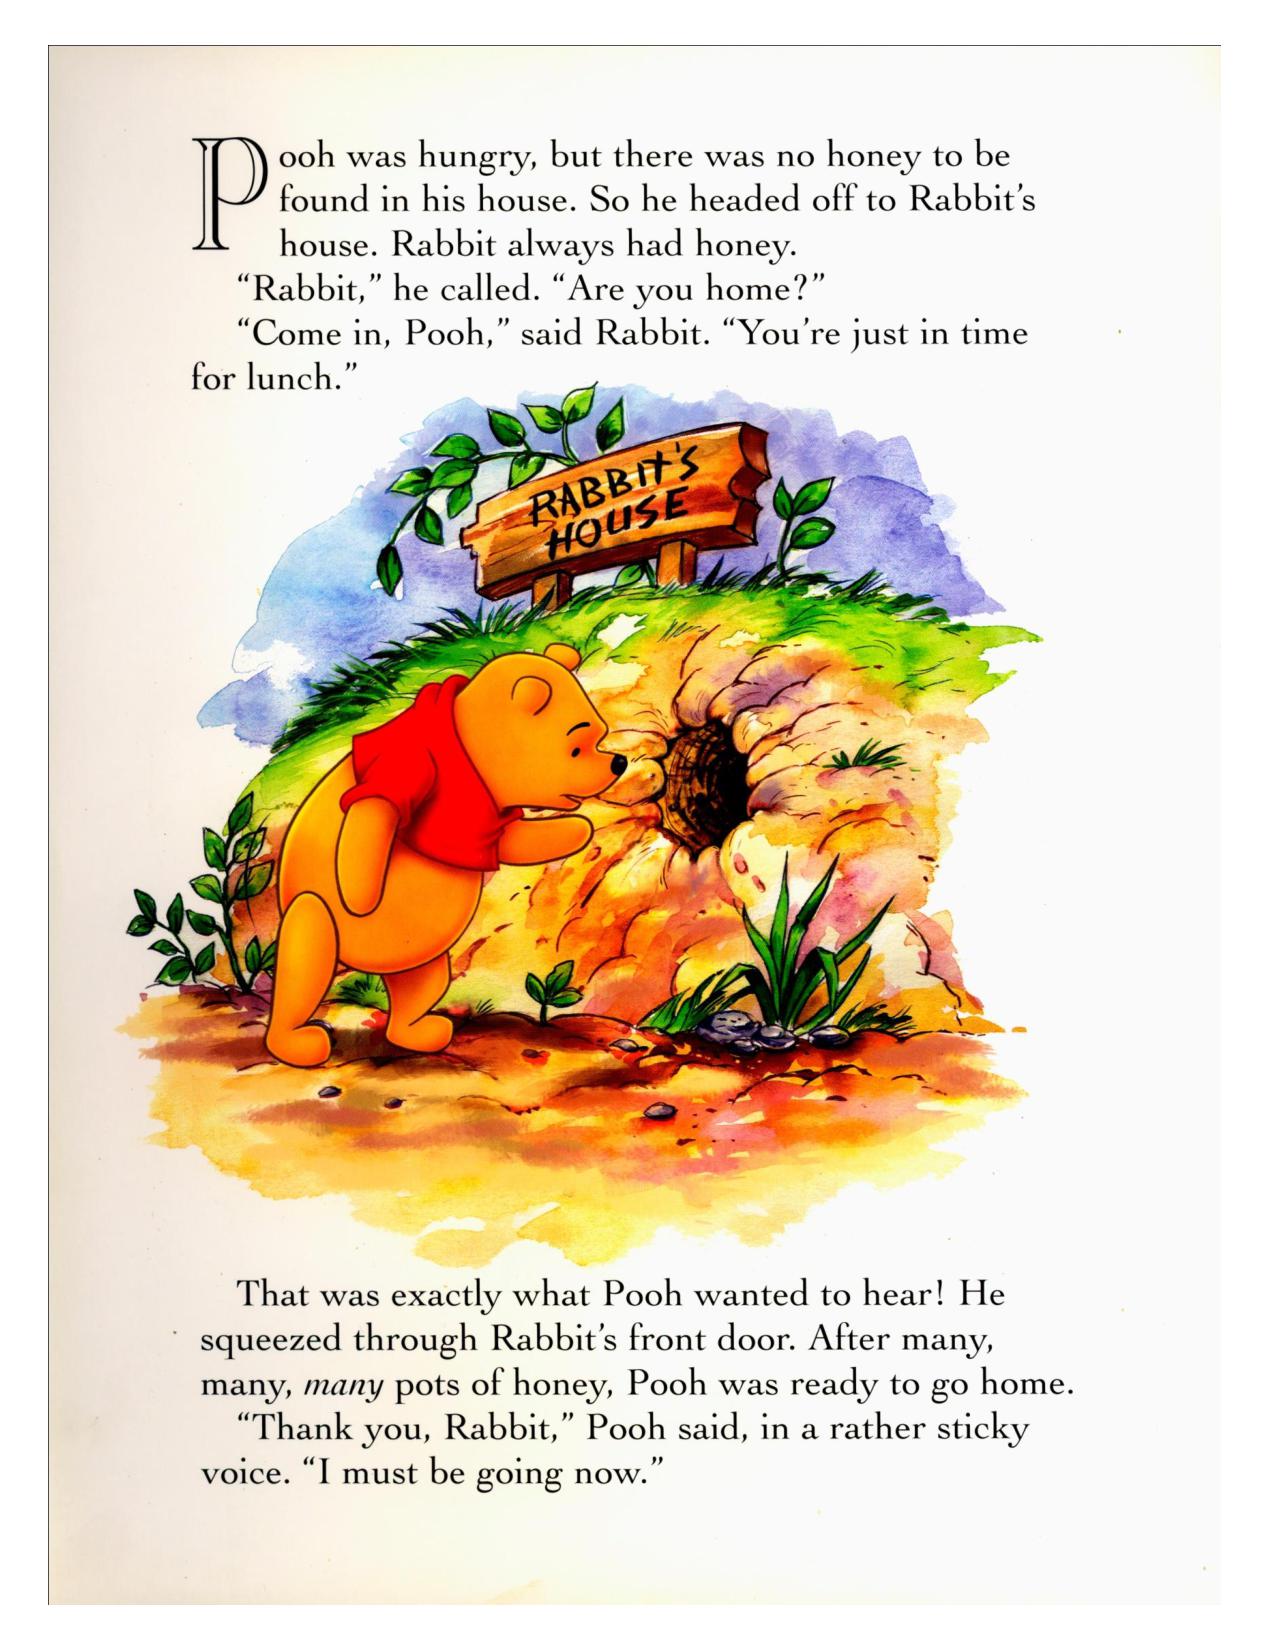 Pooh was hungry, but there was no honey to be
found in his house. So he headed off to Rabbit's
house. Rabbit always had honey.
“Rabbit,” he called. “Are you home?”
“Come in, Pooh,” said Rabbit. “You're just in time
for lunch.”
RABBIT'S
HOUSE
That was exactly what Pooh wanted to hear! He
squeezed through Rabbit's front door. After many,
many, many pots of honey, Pooh was ready to go home.
“Thank you, Rabbit,” Pooh said, in a rather sticky
voice. “I must be going now.”